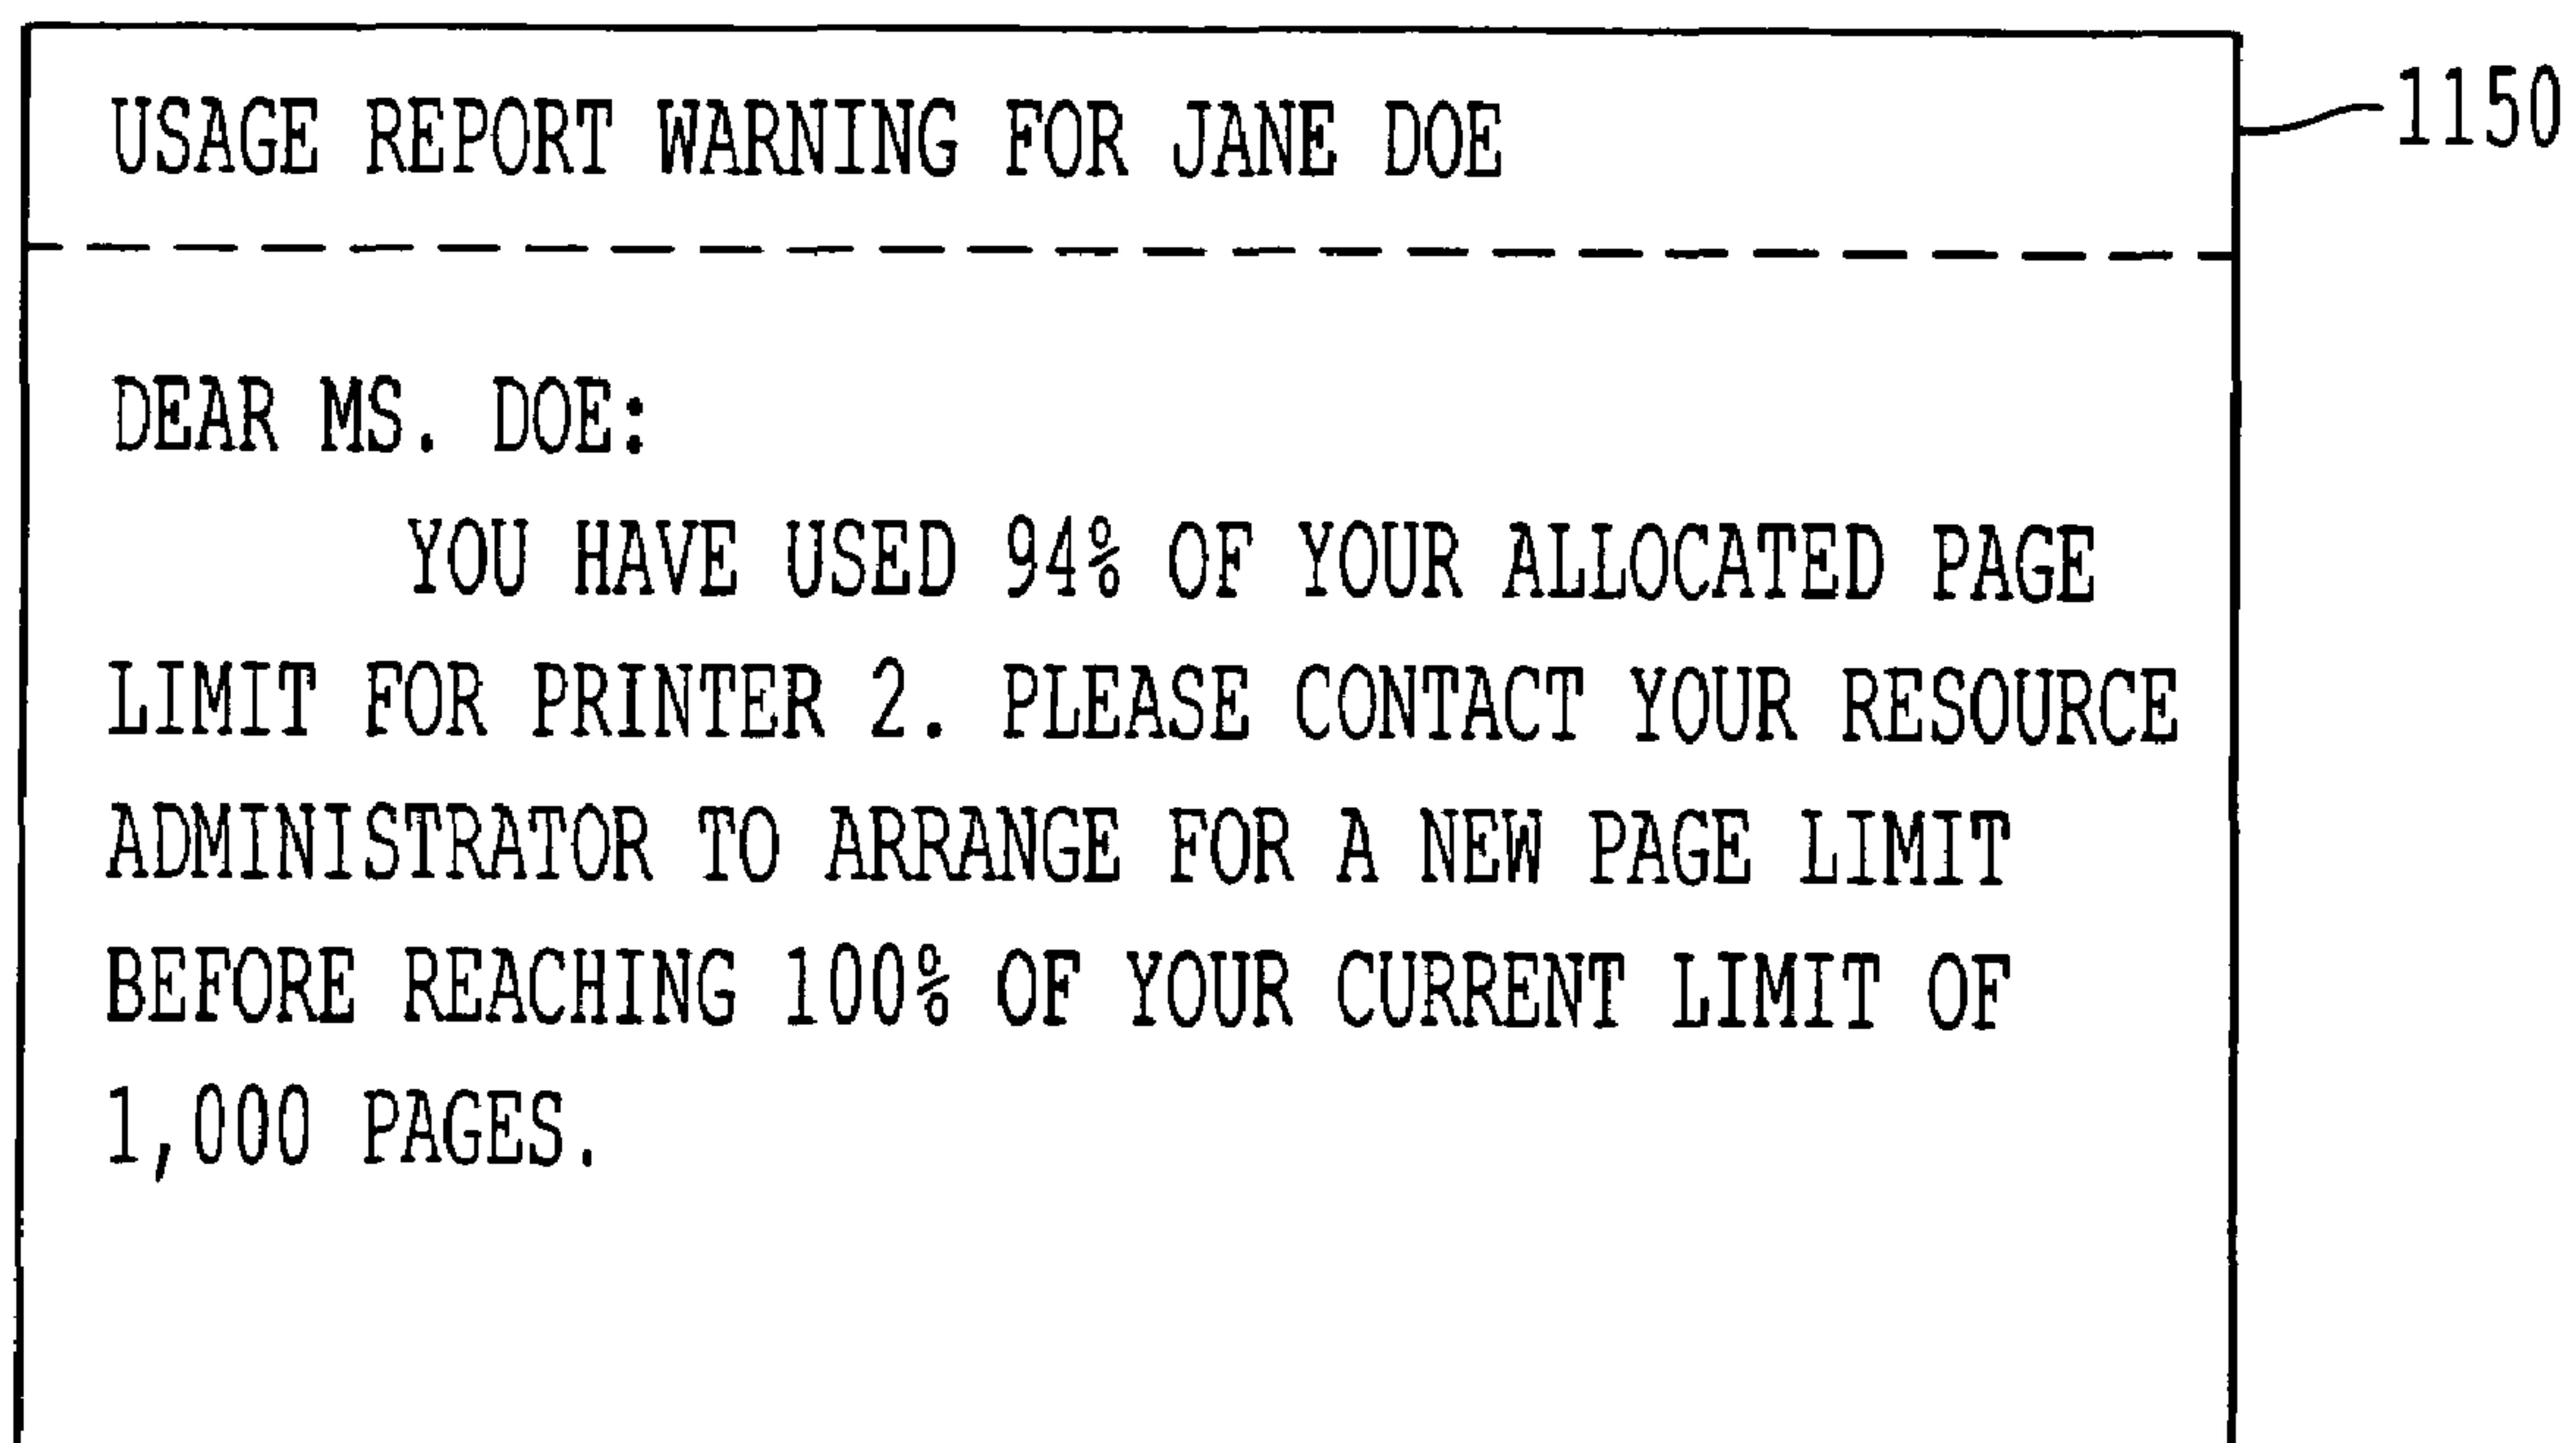 USAGE REPORT WARNING FOR JANE DOE
1150
DEAR MS. DOE:
YOU HAVE USED 94% OF YOUR ALLOCATED PAGE
LIMIT FOR PRINTER 2. PLEASE CONTACT YOUR RESOURCE
ADMINISTRATOR TO ARRANGE FOR A NEW PAGE LIMIT
BEFORE REACHING 100% OF YOUR CURRENT LIMIT OF
1,000 PAGES.